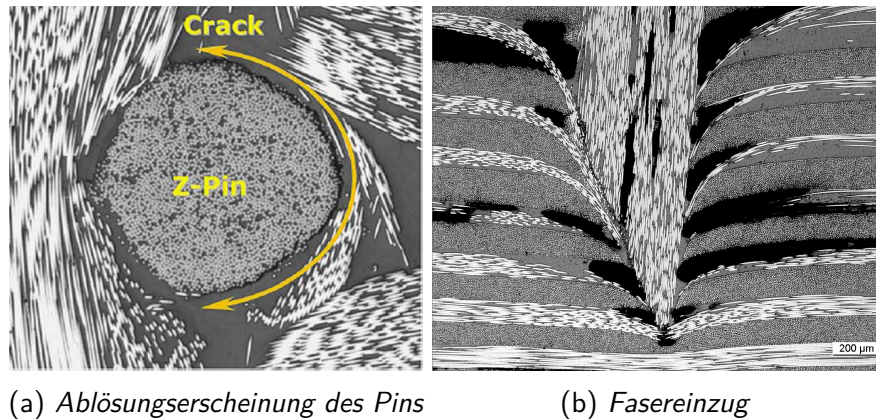 Crack
Z-Pin
200 µm
(a) Ablösungserscheinung des Pins
(b) Fasereinzug